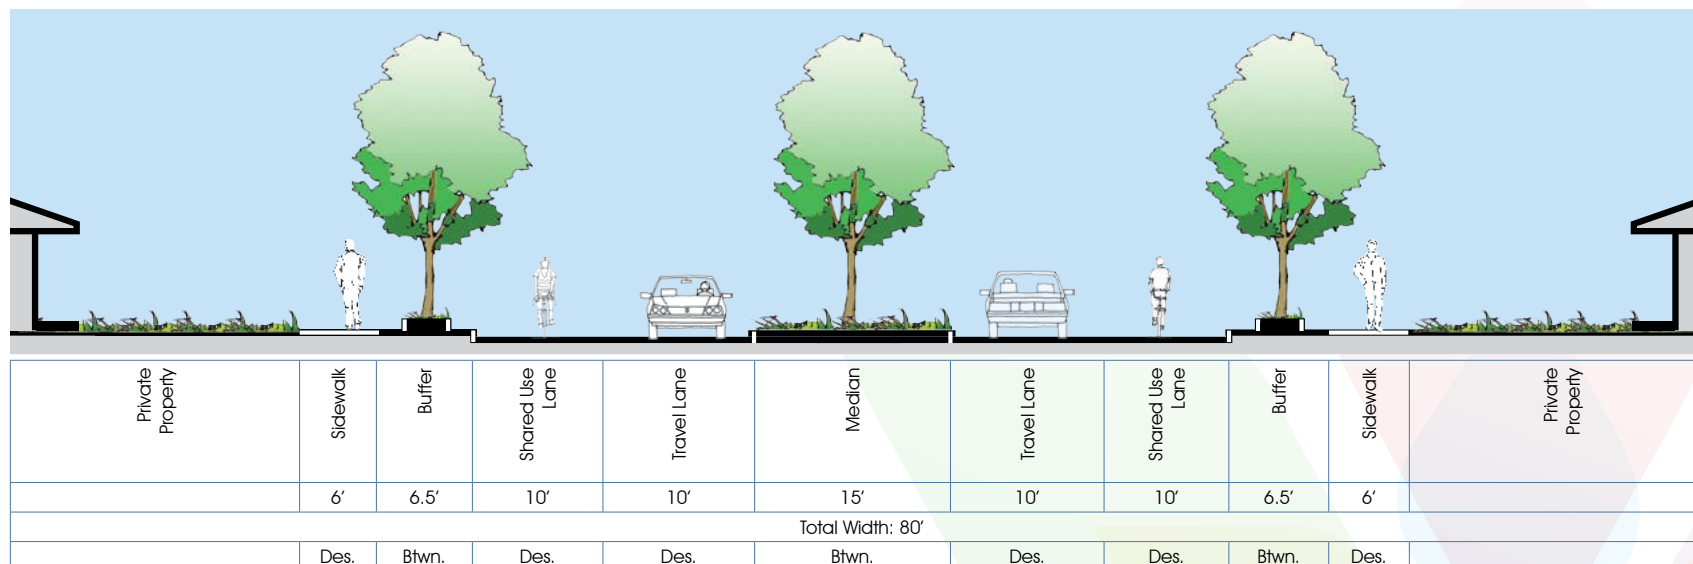 Private
Property
Sidewalk
Buffer
Shared Use
Lane
Travel Lane
Median
Travel Lane
Shared Use
Lane
Buffer
Sidewalk
Private
Property
6’ 6.5’ 10’ 10’ 15’ 10’ 10’ 6.5’ 6’
Total Width: 80’
Des. Btwn. Des. Des. Btwn. Des. Des. Btwn. Des.